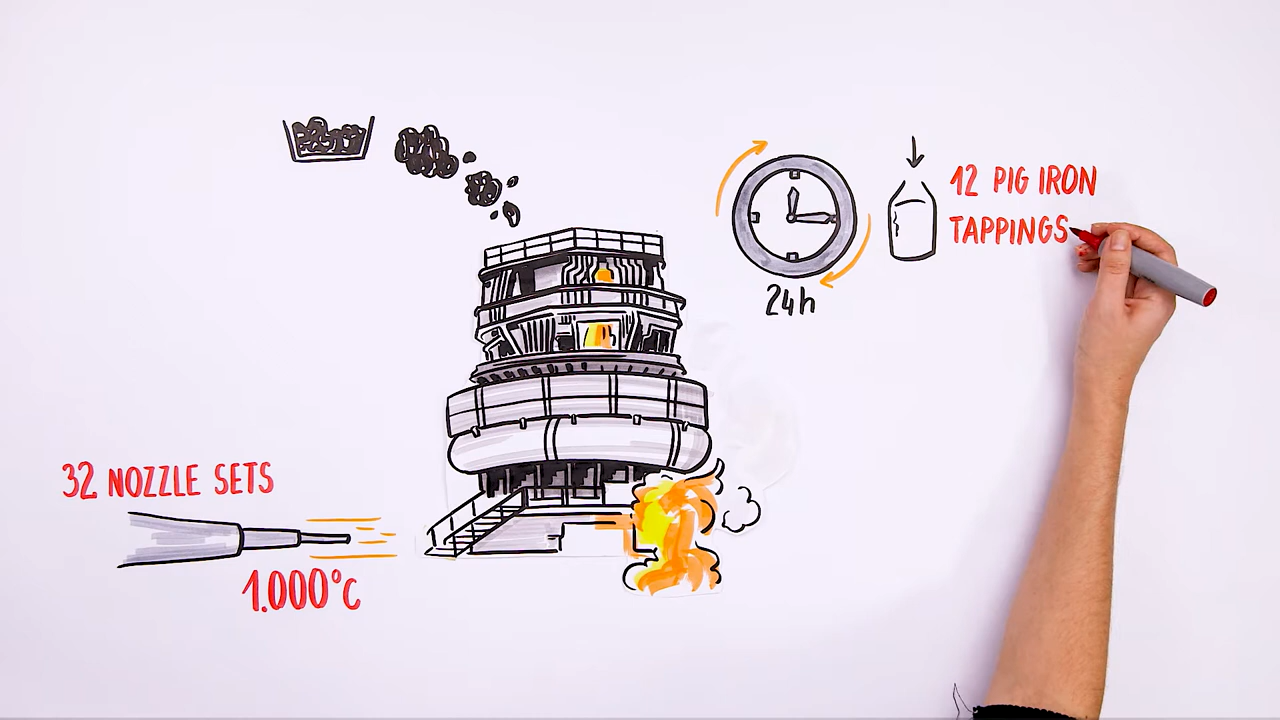 12 PIG IRON
TAPPINGS
24h
32 NOZZLE SETS
1.000°C